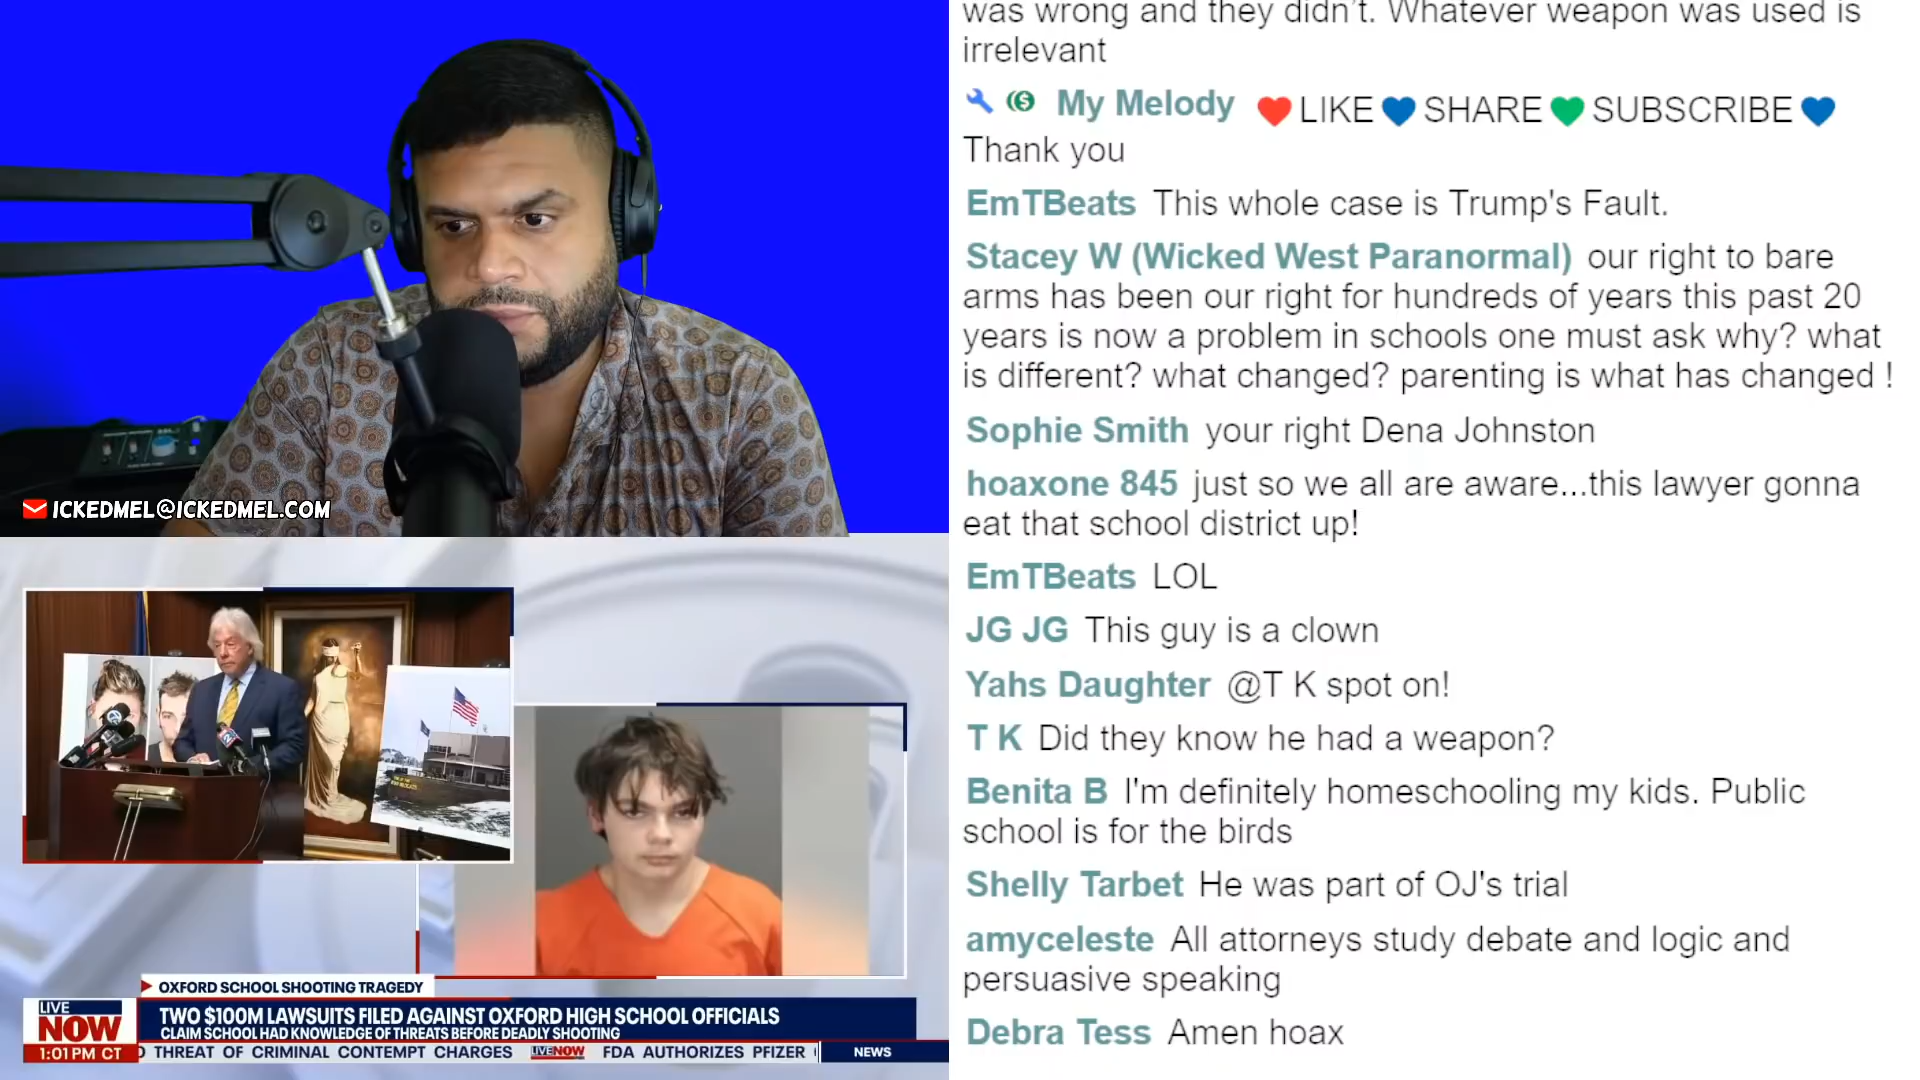 was wrong and they didn't. Whatever weapon was used is
irrelevant
My Melody LIKE SHARE SUBSCRIBE
Thank you
EmTBeats This whole case is Trump's Fault.
Stacey W (Wicked West Paranormal) our right to bare
arms has been our right for hundreds of years this past 20
years is now a problem in schools one must ask why? what
is different? what changed? parenting is what has changed !
Sophie Smith your right Dena Johnston
hoaxone 845 just so we all are aware...this lawyer gonna
eat that school district up!
EmTBeats LOL
JG JG This guy is a clown
Yahs Daughter @T K spot on!
T K Did they know he had a weapon?
Benita B I'm definitely homeschooling my kids. Public
school is for the birds
Shelly Tarbet He was part of OJ's trial
amyceleste All attorneys study debate and logic and
persuasive speaking
Debra Tess Amen hoax
ICKEDMEL@ICKEDMEL.COM
OXFORD SCHOOL SHOOTING TRAGEDY
LIVE
NOW
TWO $100M LAWSUITS FILED AGAINST OXFORD HIGH SCHOOL OFFICIALS
CLAIM SCHOOL HAD KNOWLEDGE OF THREATS BEFORE DEADLY SHOOTING
1:01 PM CT THREAT OF CRIMINAL CONTEMPT CHARGES LIVENOW FDA AUTHORIZES PFIZER NEWS